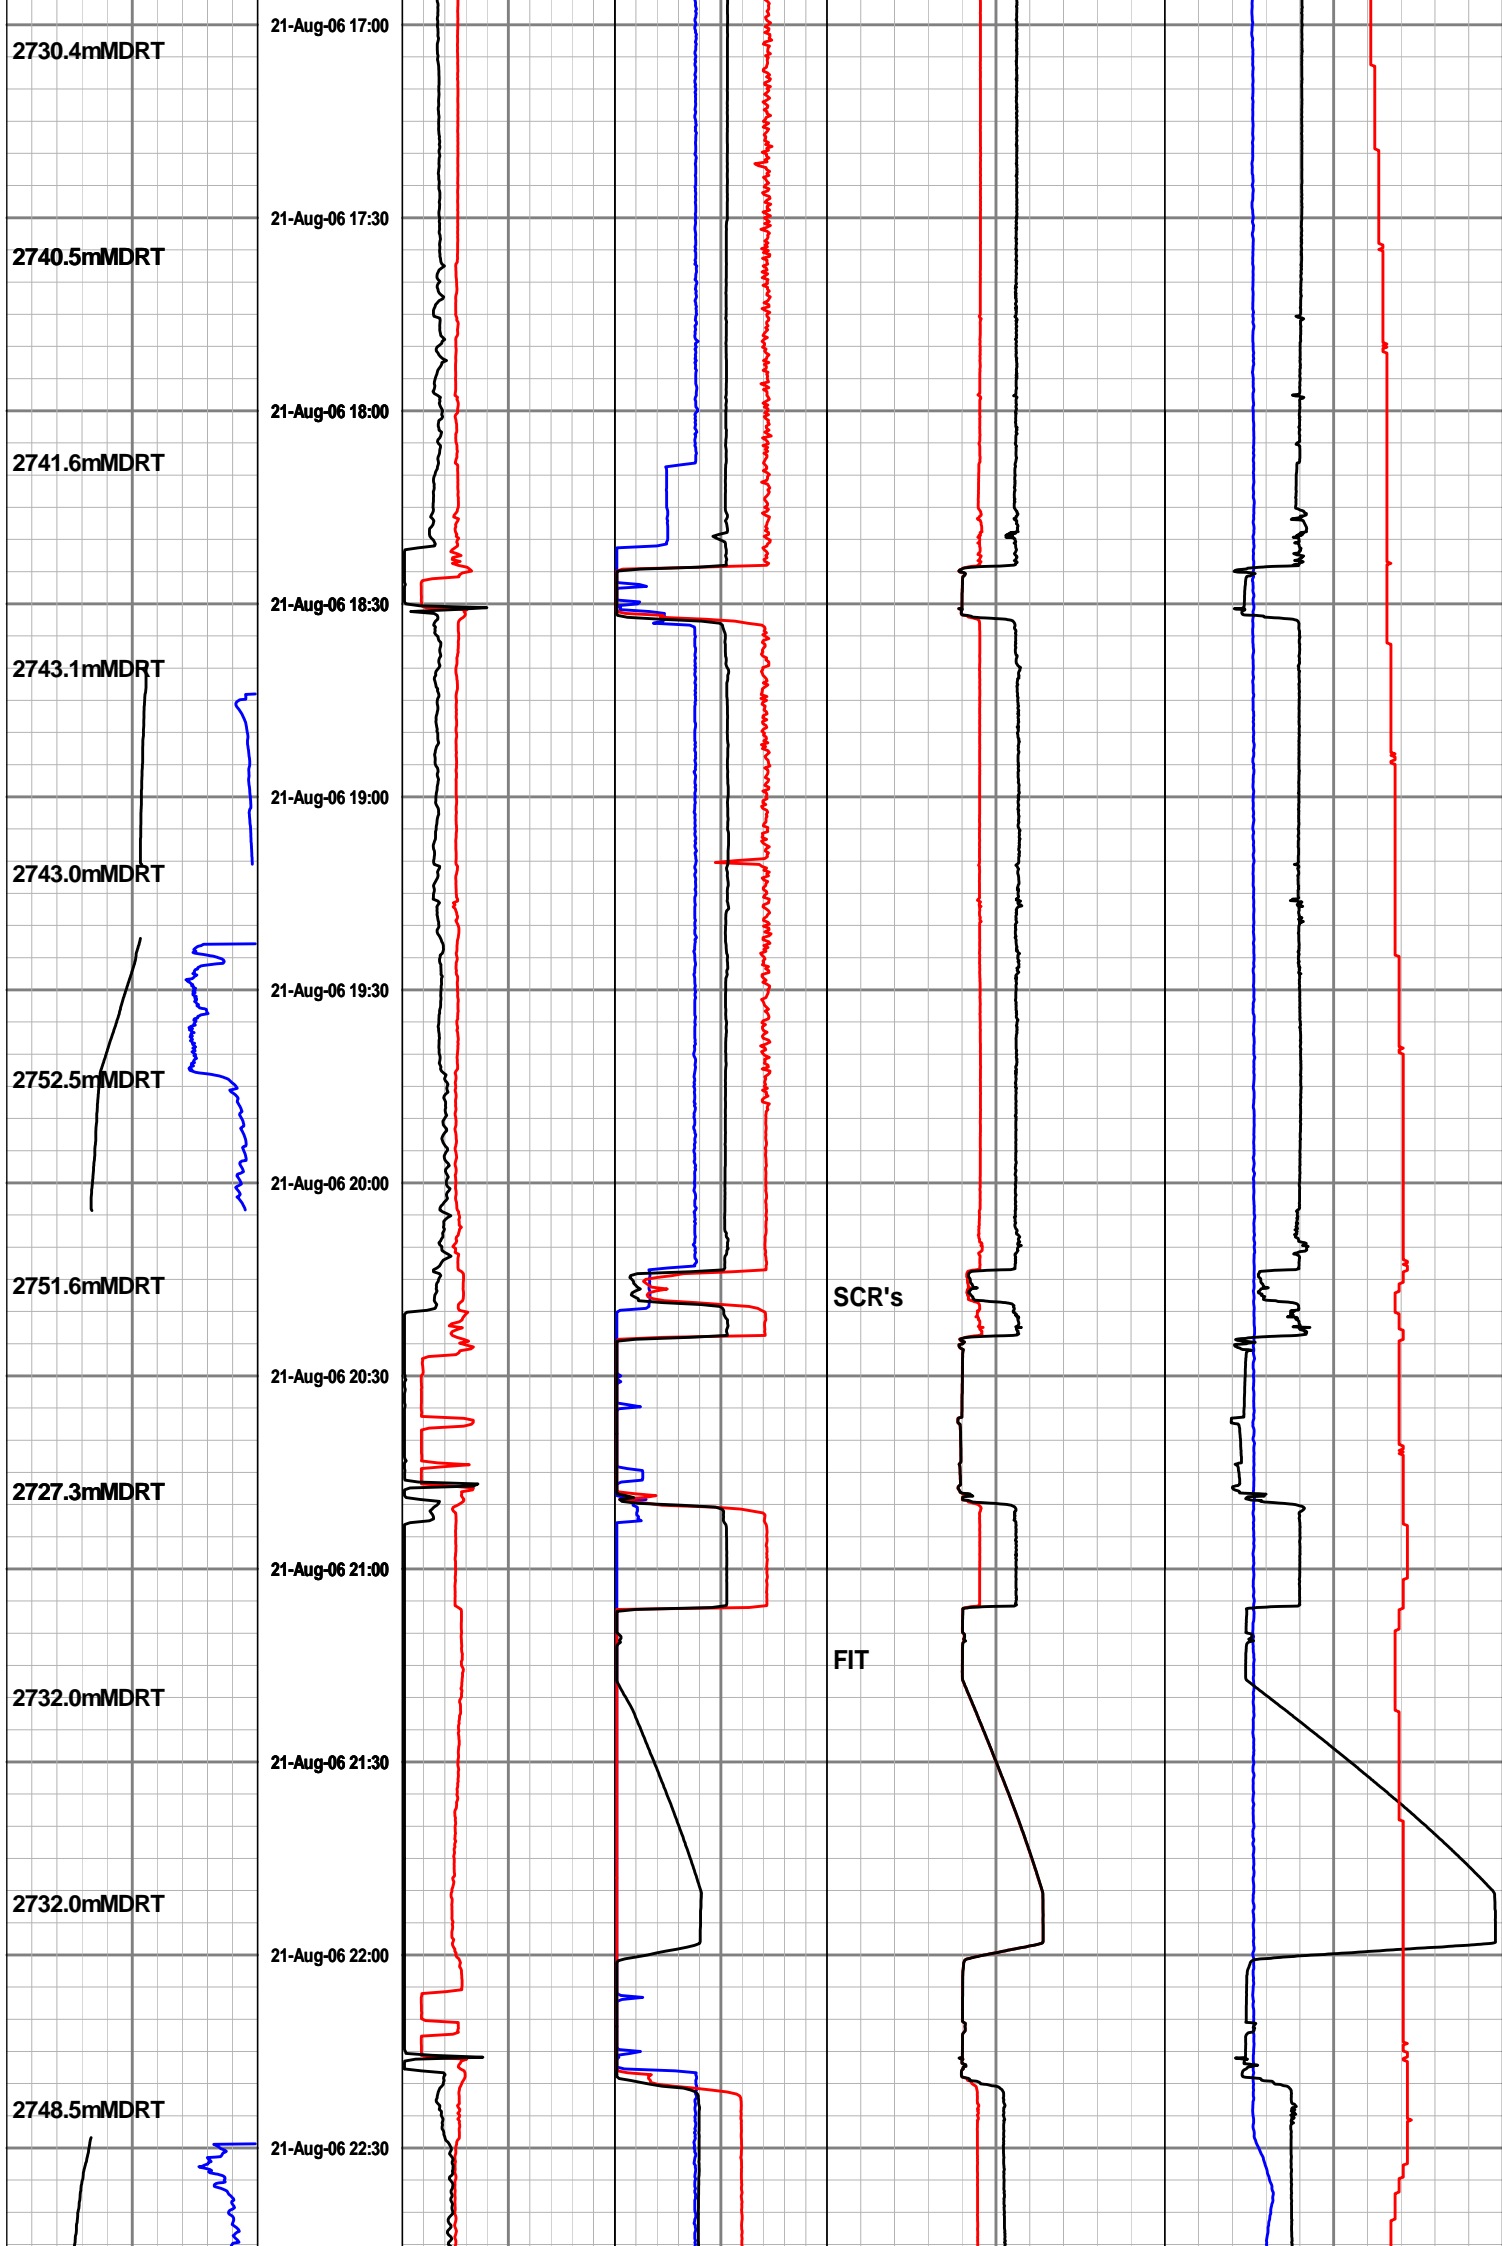 21-Aug-06 17:00
2730.4mMDRT
21-Aug-06 17:30
2740.5mMDRT
21-Aug-06 18:00
2741.6mMDRT
21-Aug-06 18:30
2743.1mMDRT
21-Aug-06 19:00
2743.0mMDRT
21-Aug-06 19:30
2752.5mMDRT
21-Aug-06 20:00
2751.6mMDRT
SCR's
21-Aug-06 20:30
2727.3mMDRT
21-Aug-06 21:00
FIT
2732.0mMDRT
21-Aug-06 21:30
2732.0mMDRT
21-Aug-06 22:00
2748.5mMDRT
21-Aug-06 22:30